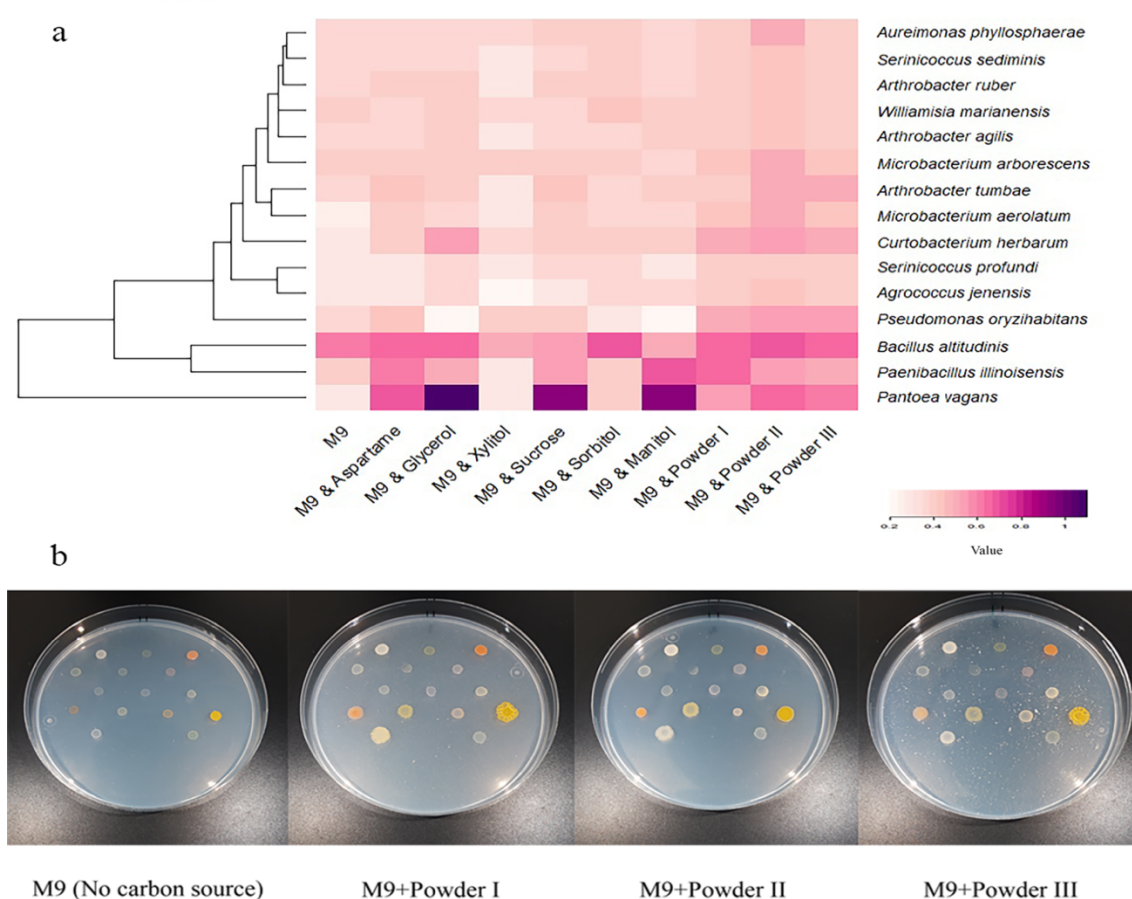 a
Aureimonas phyllosphaerae
Serinicoccus sediminis
Arthrobacter ruber
Williamisia marianensis
Arthrobacter agilis
Microbacterium arborescens
Arthrobacter tumbae
Microbacterium aerolatum
Curtobacterium herbarum
Serinicoccus profundi
Agrococcus jenensis
Pseudomonas oryzihabitans
Bacillus altitudinis
Paenibacillus illinoisensis
Pantoea vagans
M9
M9 & Aspartame
M9 & Glycerol
M9 & Xylitol
M9 & Sucrose
M9 & Sorbitol
M9 & Manitol
M9 & Powder I
M9 & Powder II
M9 & Powder III
0.2 0.4 0.6 0.8 1
Value
b
M9 (No carbon source)
M9+Powder I
M9+Powder II
M9+Powder III